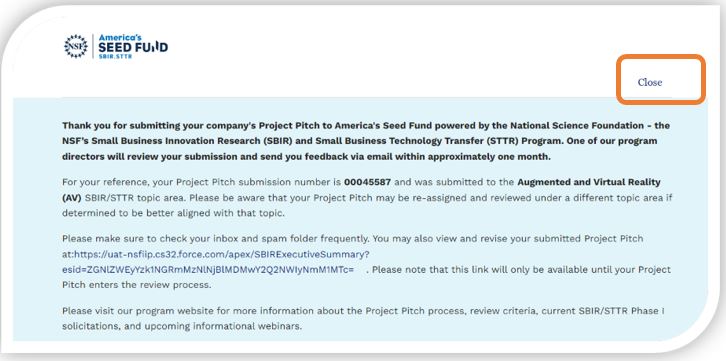 NSF
America's
SEED FUND
SBIR.STTR
Close
Thank you for submitting your company's Project Pitch to America's Seed Fund powered by the National Science Foundation - the
NSF's Small Business Innovation Research (SBIR) and Small Business Technology Transfer (STTR) Program. One of our program
directors will review your submission and send you feedback via email within approximately one month.
For your reference, your Project Pitch submission number is 00045587 and was submitted to the Augmented and Virtual Reality
(AV) SBIR/STTR topic area. Please be aware that your Project Pitch may be re-assigned and reviewed under a different topic area if
determined to be better aligned with that topic.
Please make sure to check your inbox and spam folder frequently. You may also view and revise your submitted Project Pitch
at:https://uat-nsfiip.cs32.force.com/apex/SBIRExecutiveSummary?
esid=ZGNlZWEyYzk1NGRmMzNlNjBlMDMwY2Q2NWIyNmM1MTc= . Please note that this link will only be available until your Project
Pitch enters the review process.
Please visit our program website for more information about the Project Pitch process, review criteria, current SBIR/STTR Phase I
solicitations, and upcoming informational webinars.